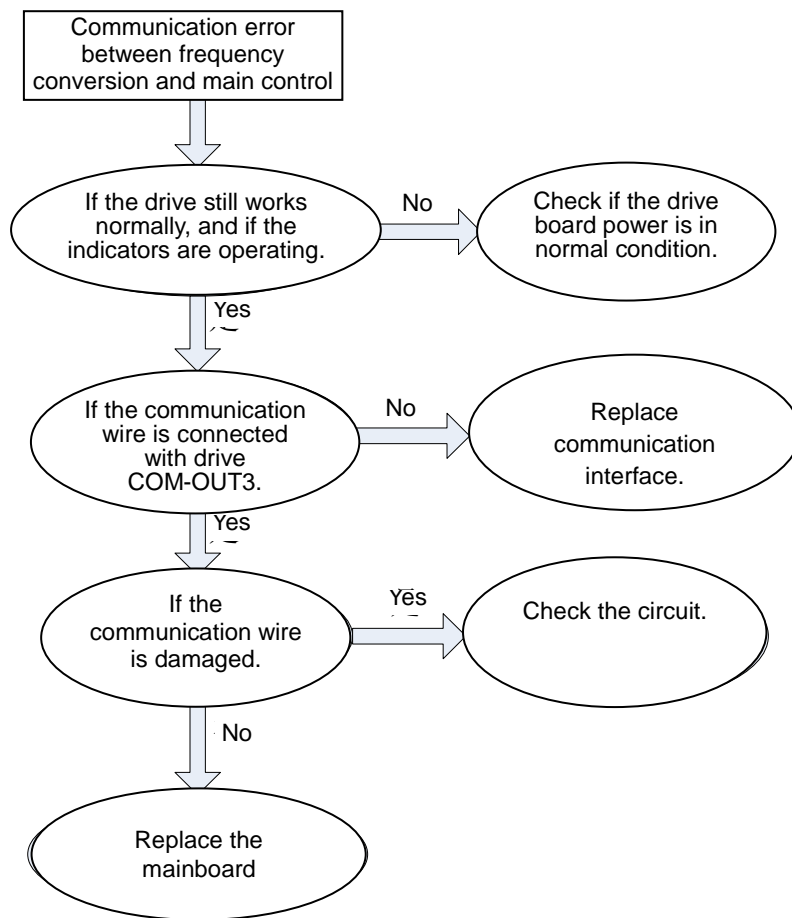 Communication error
between frequency
conversion and main control
If the drive still works
normally, and if the
indicators are operating.
No
Check if the drive
board power is in
normal condition.
Yes
If the communication
wire is connected
with drive
COM-OUT3.
No
Replace
communication
interface.
Yes
If the
communication wire
is damaged.
Yes
Check the circuit.
No
Replace the
mainboard